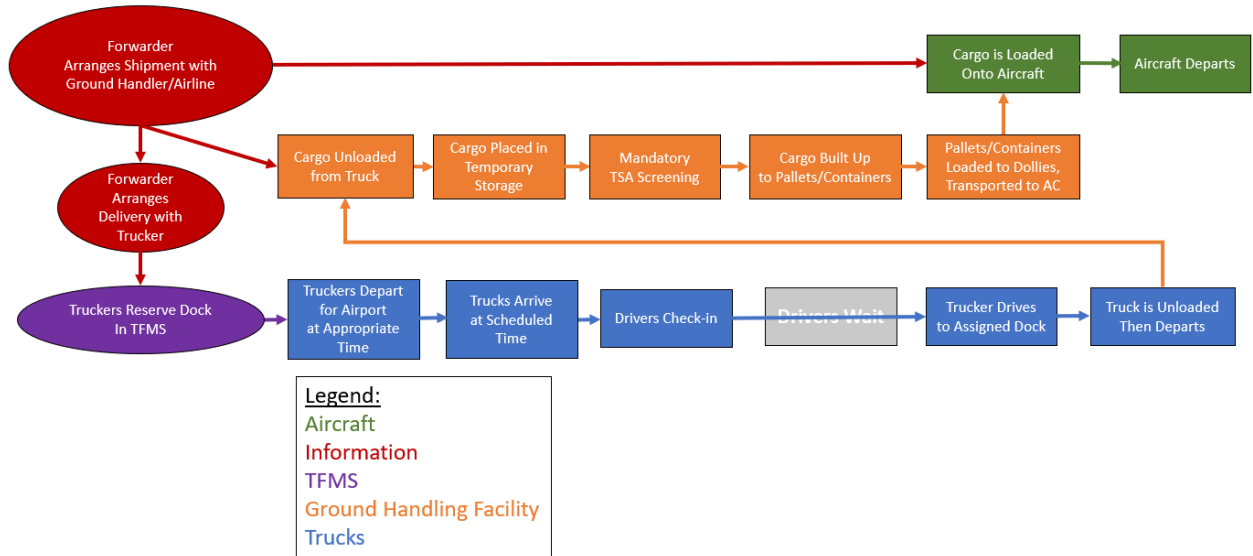 Forwarder
Arranges Shipment with
Ground Handler/Airline
Cargo is Loaded
Onto Aircraft
Aircraft Departs
Cargo Unloaded
from Truck
Cargo Placed in
Temporary
Storage
Mandatory
TSA Screening
Cargo Built Up
to Pallets/Containers
Pallets/Containers
Loaded to Dollies,
Transported to AC
Forwarder
Arranges
Delivery with
Trucker
Truckers Reserve Dock
In TFMS
Truckers Depart
for Airport
at Appropriate
Time
Trucks Arrive
at Scheduled
Time
Drivers Check-in
Drivers Wait
Trucker Drives
to Assigned Dock
Truck is Unloaded
Then Departs
Legend:
Aircraft
Information
TFMS
Ground Handling Facility
Trucks